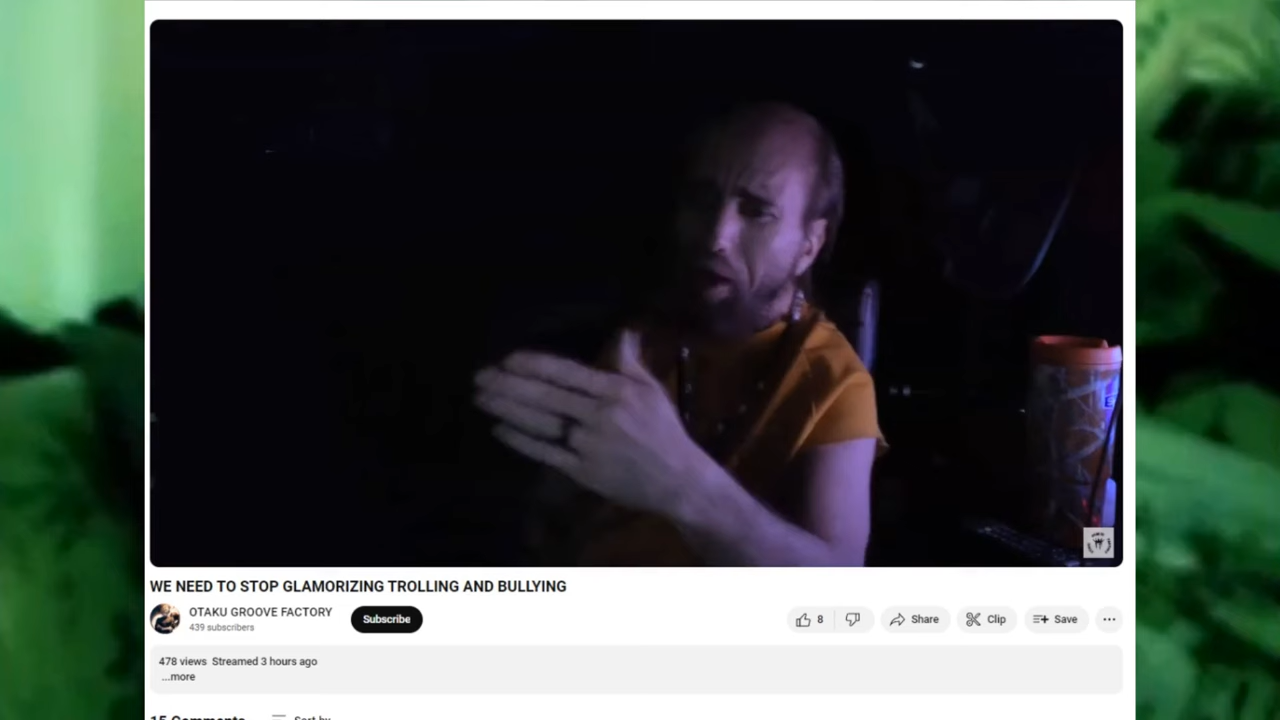 WE NEED TO STOP GLAMORIZING TROLLING AND BULLYING
OTAKU GROOVE FACTORY
439 subscribers
Subscribe
8
Share
Clip
Save
478 views Streamed 3 hours ago
...more
15 Comments
Sort by